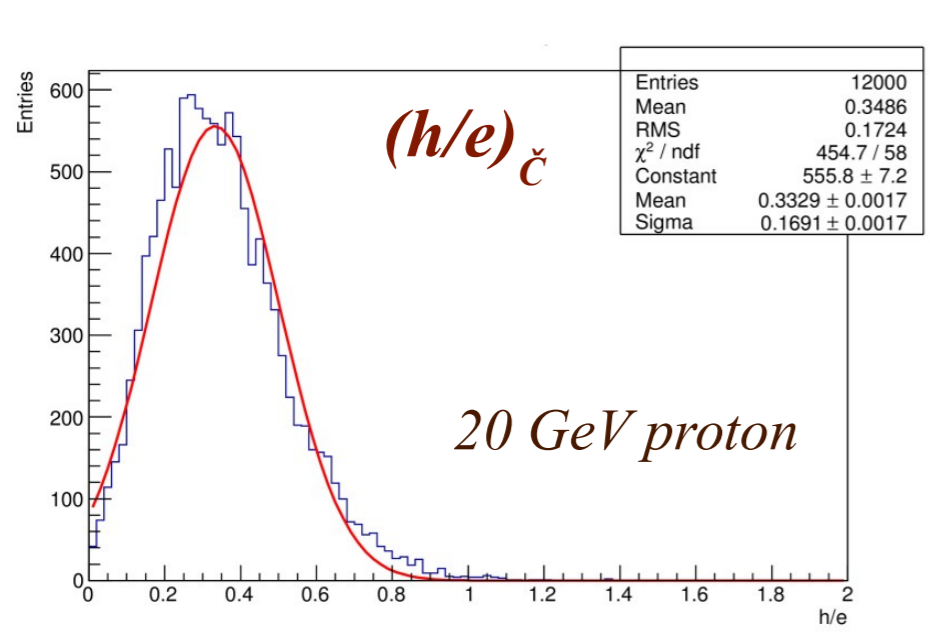 Entries
600
500
400
300
200
100
0
(h/e)Č
20 GeV proton
Entries 12000
Mean 0.3486
RMS 0.1724
χ² / ndf 454.7 / 58
Constant 555.8 ± 7.2
Mean 0.3329 ± 0.0017
Sigma 0.1691 ± 0.0017
0 0.2 0.4 0.6 0.8 1 1.2 1.4 1.6 1.8 2
h/e